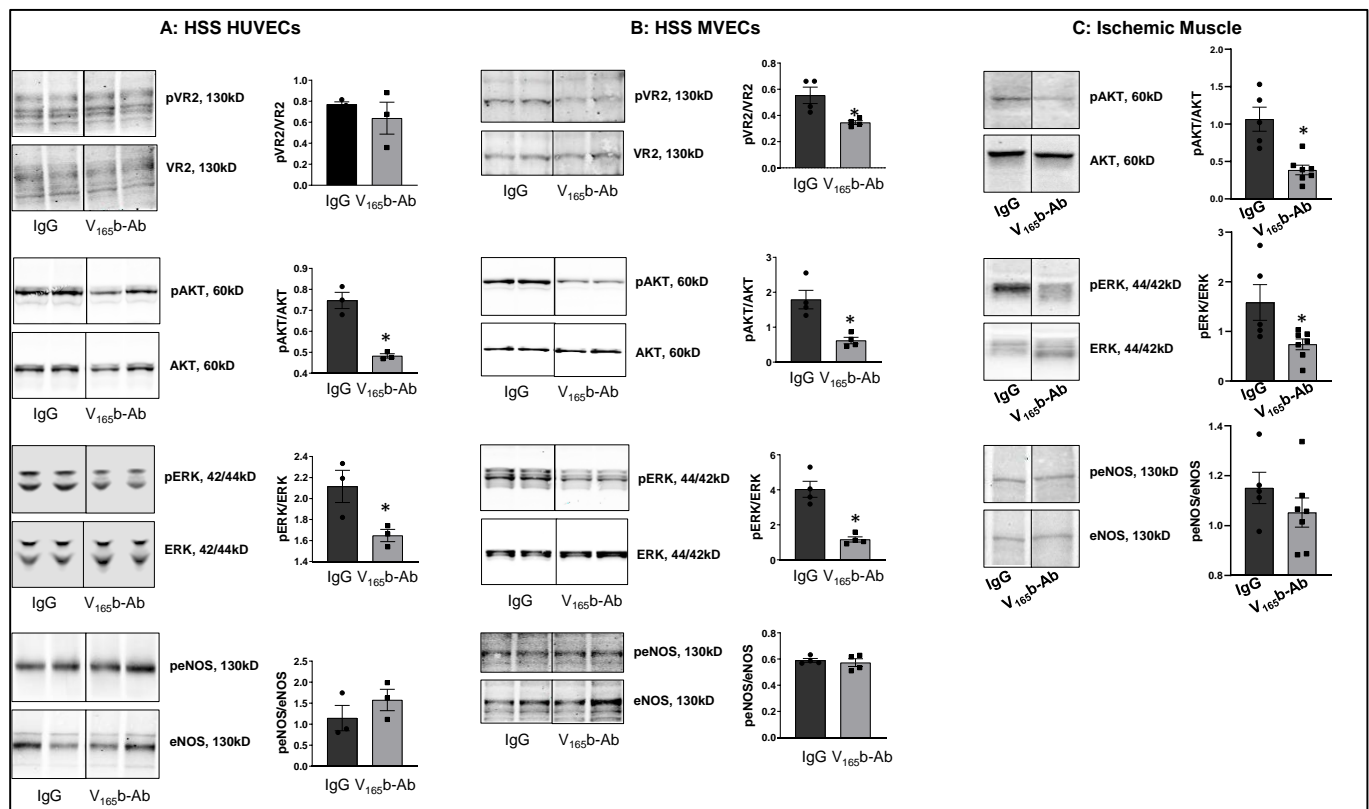 A: HSS HUVECs
pVR2, 130kD
VR2, 130kD
IgG V₁₆₅b-Ab
pVR2/VR2
1.0
0.8
0.6
0.4
0.2
0.0
IgG V₁₆₅b-Ab
pAKT, 60kD
AKT, 60kD
IgG V₁₆₅b-Ab
pAKT/AKT
0.9
0.8
0.7
0.6
0.5
0.4
*
IgG V₁₆₅b-Ab
pERK, 42/44kD
ERK, 42/44kD
IgG V₁₆₅b-Ab
pERK/ERK
2.4
2.2
2.0
1.8
1.6
1.4
*
IgG V₁₆₅b-Ab
peNOS, 130kD
eNOS, 130kD
IgG V₁₆₅b-Ab
peNOS/eNOS
2.5
2.0
1.5
1.0
0.5
0.0
IgG V₁₆₅b-Ab
B: HSS MVECs
pVR2, 130kD
VR2, 130kD
IgG V₁₆₅b-Ab
pVR2/VR2
0.8
0.6
0.4
0.2
0.0
*
IgG V₁₆₅b-Ab
pAKT, 60kD
AKT, 60kD
IgG V₁₆₅b-Ab
pAKT/AKT
4
2
0
*
IgG V₁₆₅b-Ab
pERK, 44/42kD
ERK, 44/42kD
IgG V₁₆₅b-Ab
pERK/ERK
6
4
2
0
*
IgG V₁₆₅b-Ab
peNOS, 130kD
eNOS, 130kD
IgG V₁₆₅b-Ab
peNOS/eNOS
0.8
0.6
0.4
0.2
0.0
IgG V₁₆₅b-Ab
C: Ischemic Muscle
pAKT, 60kD
AKT, 60kD
IgG V₁₆₅b-Ab
pAKT/AKT
2.0
1.5
1.0
0.5
0.0
*
IgG V₁₆₅b-Ab
pERK, 44/42kD
ERK, 44/42kD
IgG V₁₆₅b-Ab
pERK/ERK
3
2
1
0
*
IgG V₁₆₅b-Ab
peNOS, 130kD
eNOS, 130kD
IgG V₁₆₅b-Ab
peNOS/eNOS
1.4
1.2
1.0
0.8
IgG V₁₆₅b-Ab